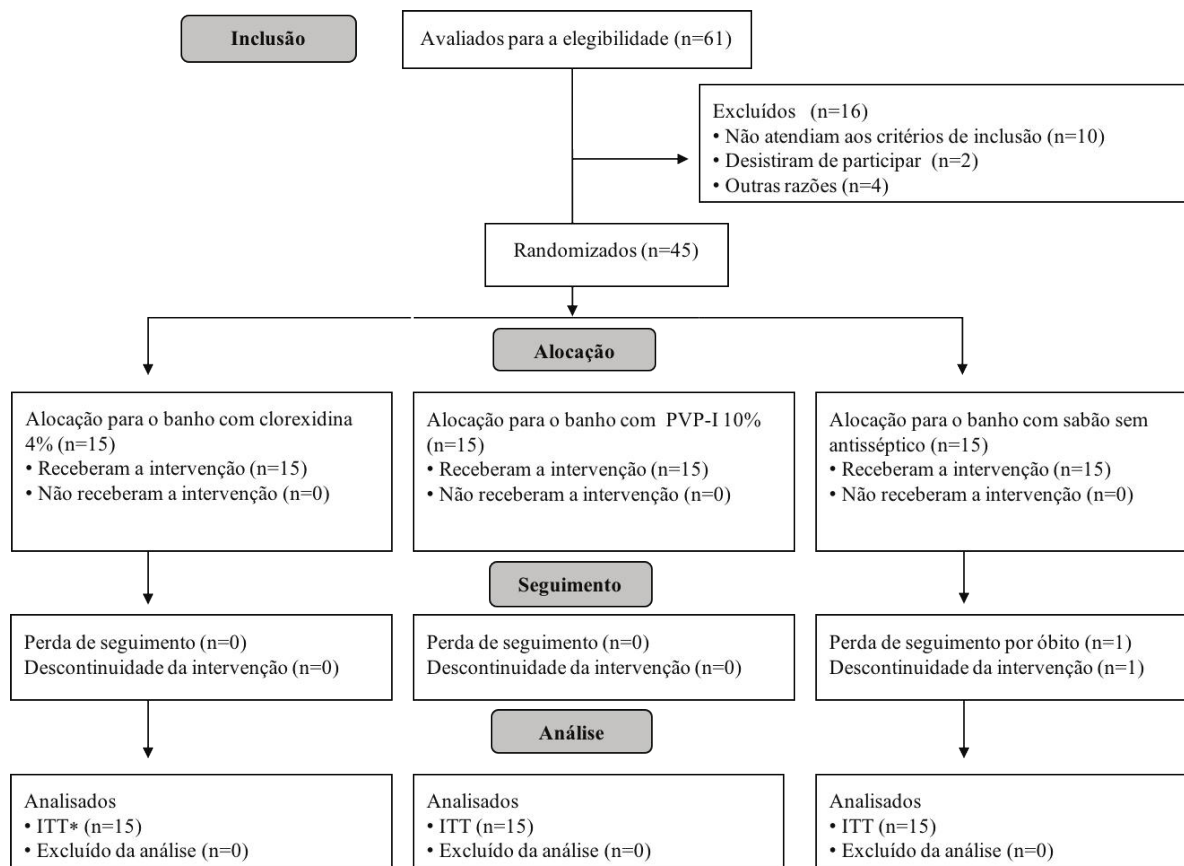 Inclusão
Avaliados para a elegibilidade (n=61)
Excluídos (n=16)
• Não atendiam aos critérios de inclusão (n=10)
• Desistiram de participar (n=2)
• Outras razões (n=4)
Randomizados (n=45)
Alocação
Alocação para o banho com clorexidina
4% (n=15)
• Receberam a intervenção (n=15)
• Não receberam a intervenção (n=0)
Alocação para o banho com PVP-I 10%
(n=15)
• Receberam a intervenção (n=15)
• Não receberam a intervenção (n=0)
Alocação para o banho com sabão sem
antisséptico (n=15)
• Receberam a intervenção (n=15)
• Não receberam a intervenção (n=0)
Seguimento
Perda de seguimento (n=0)
Descontinuidade da intervenção (n=0)
Perda de seguimento (n=0)
Descontinuidade da intervenção (n=0)
Perda de seguimento por óbito (n=1)
Descontinuidade da intervenção (n=1)
Análise
Analisados
• ITT* (n=15)
• Excluído da análise (n=0)
Analisados
• ITT (n=15)
• Excluído da análise (n=0)
Analisados
• ITT (n=15)
• Excluído da análise (n=0)